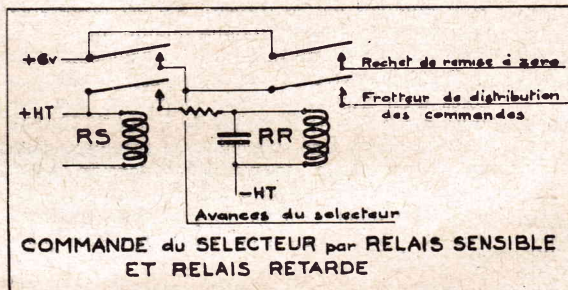 +6v
Rochet de remise à zero
Frotteur de distribution
des commandes
+HT
RS
RR
-HT
Avances du selecteur
COMMANDE du SELECTEUR par RELAIS SENSIBLE
ET RELAIS RETARDE